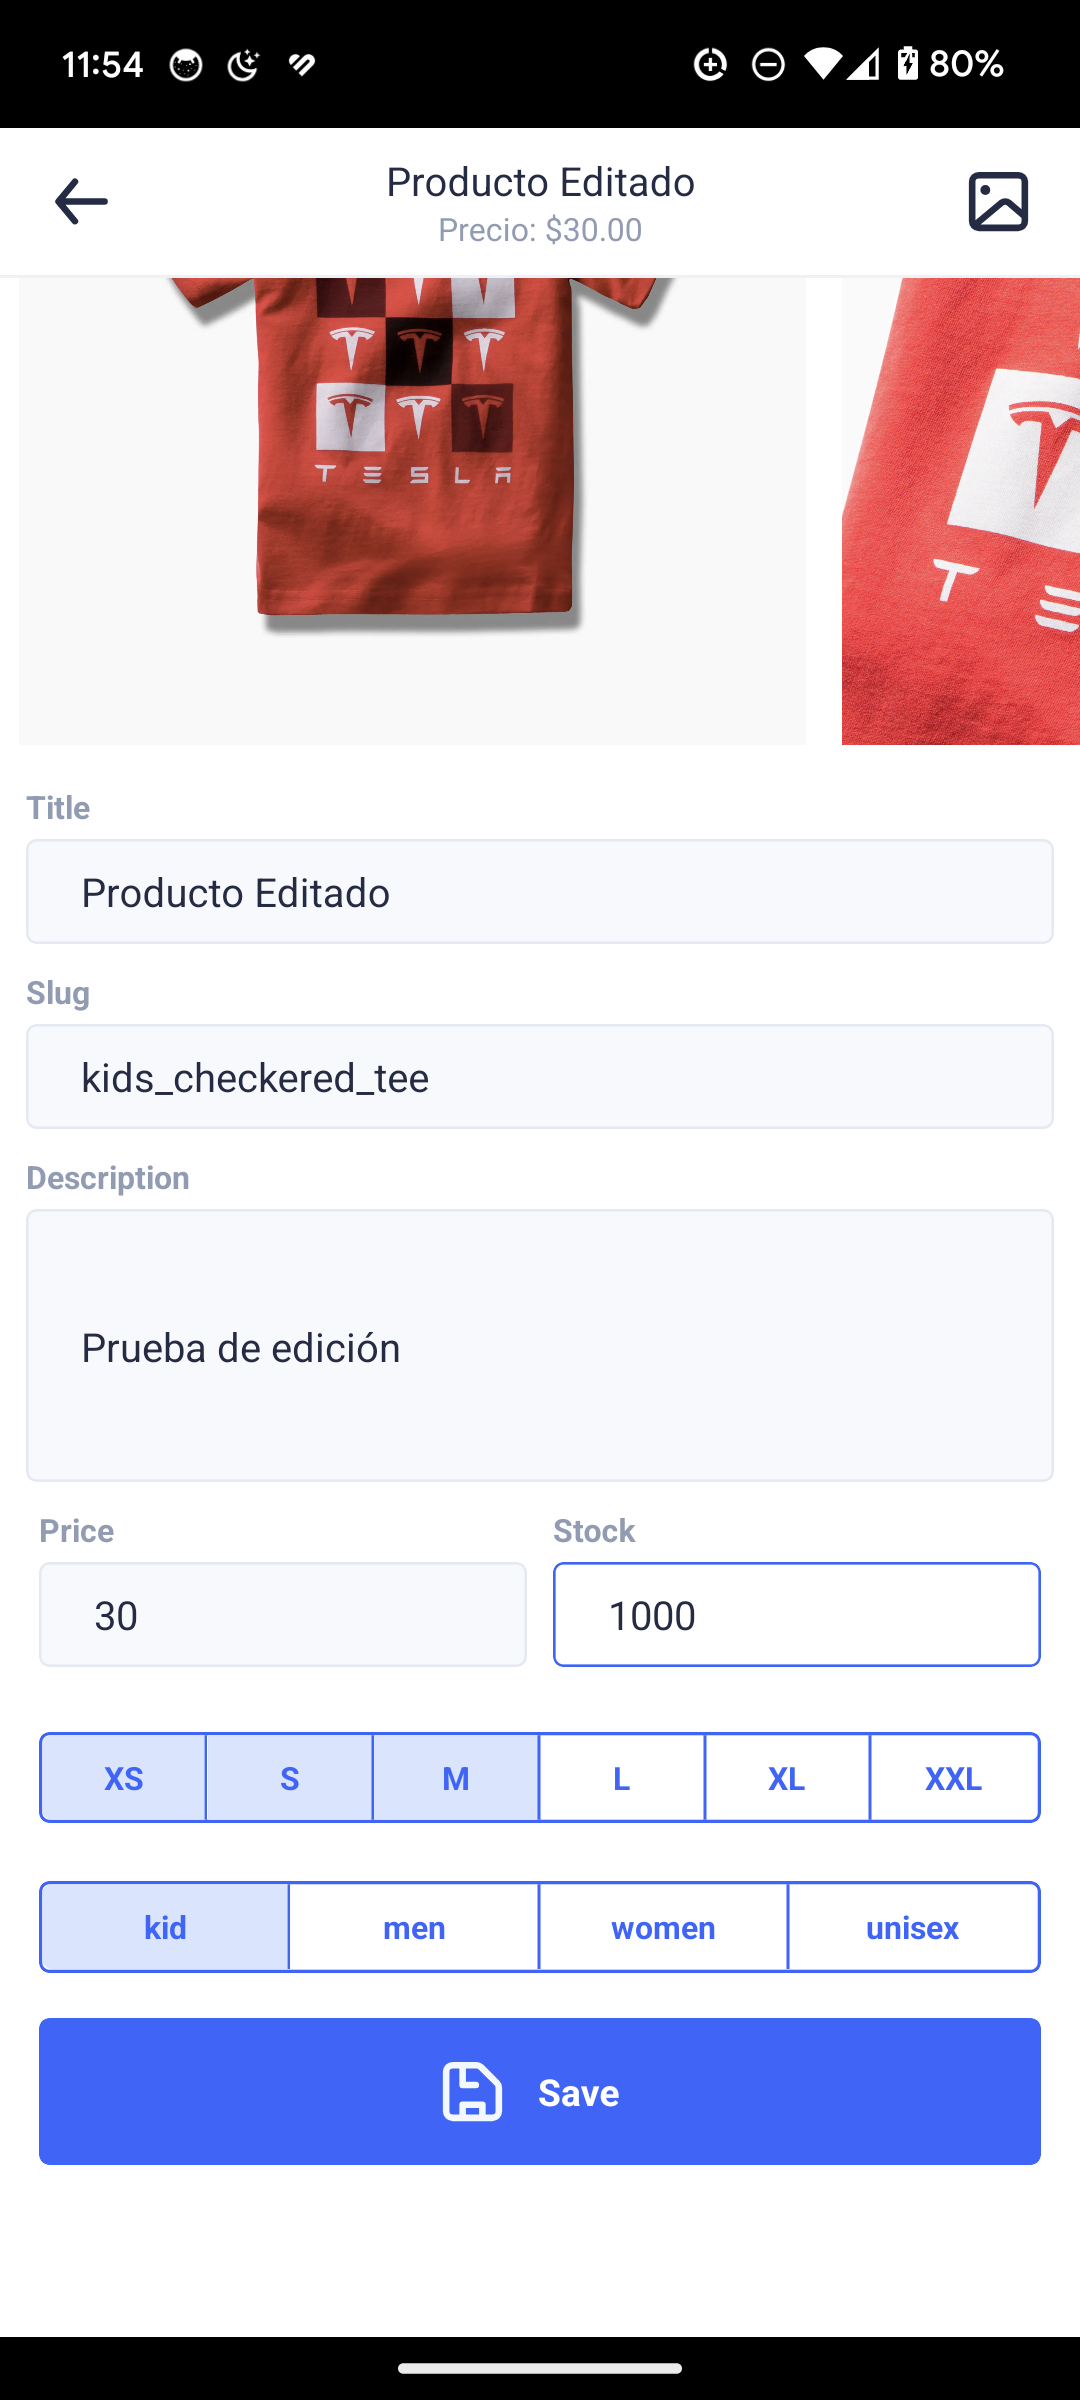 11:54
80%
Producto Editado
Precio: $30.00
TESLA
T E
Title
Producto Editado
Slug
kids_checkered_tee
Description
Prueba de edición
Price Stock
30 1000
XS S M L XL XXL
kid men women unisex
Save